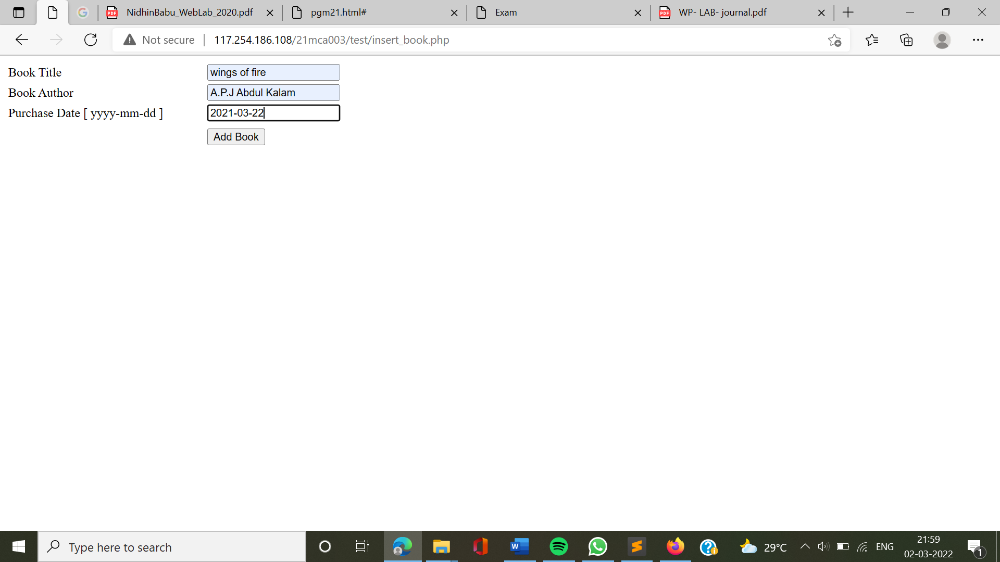 NidhinBabu_WebLab_2020.pdf
pgm21.html#
Exam
WP- LAB- journal.pdf
Not secure
117.254.186.108/21mca003/test/insert_book.php
Book Title
wings of fire
Book Author
A.P.J Abdul Kalam
Purchase Date [ yyyy-mm-dd ]
2021-03-22
Add Book
Type here to search
29°C
ENG
21:59
02-03-2022
1